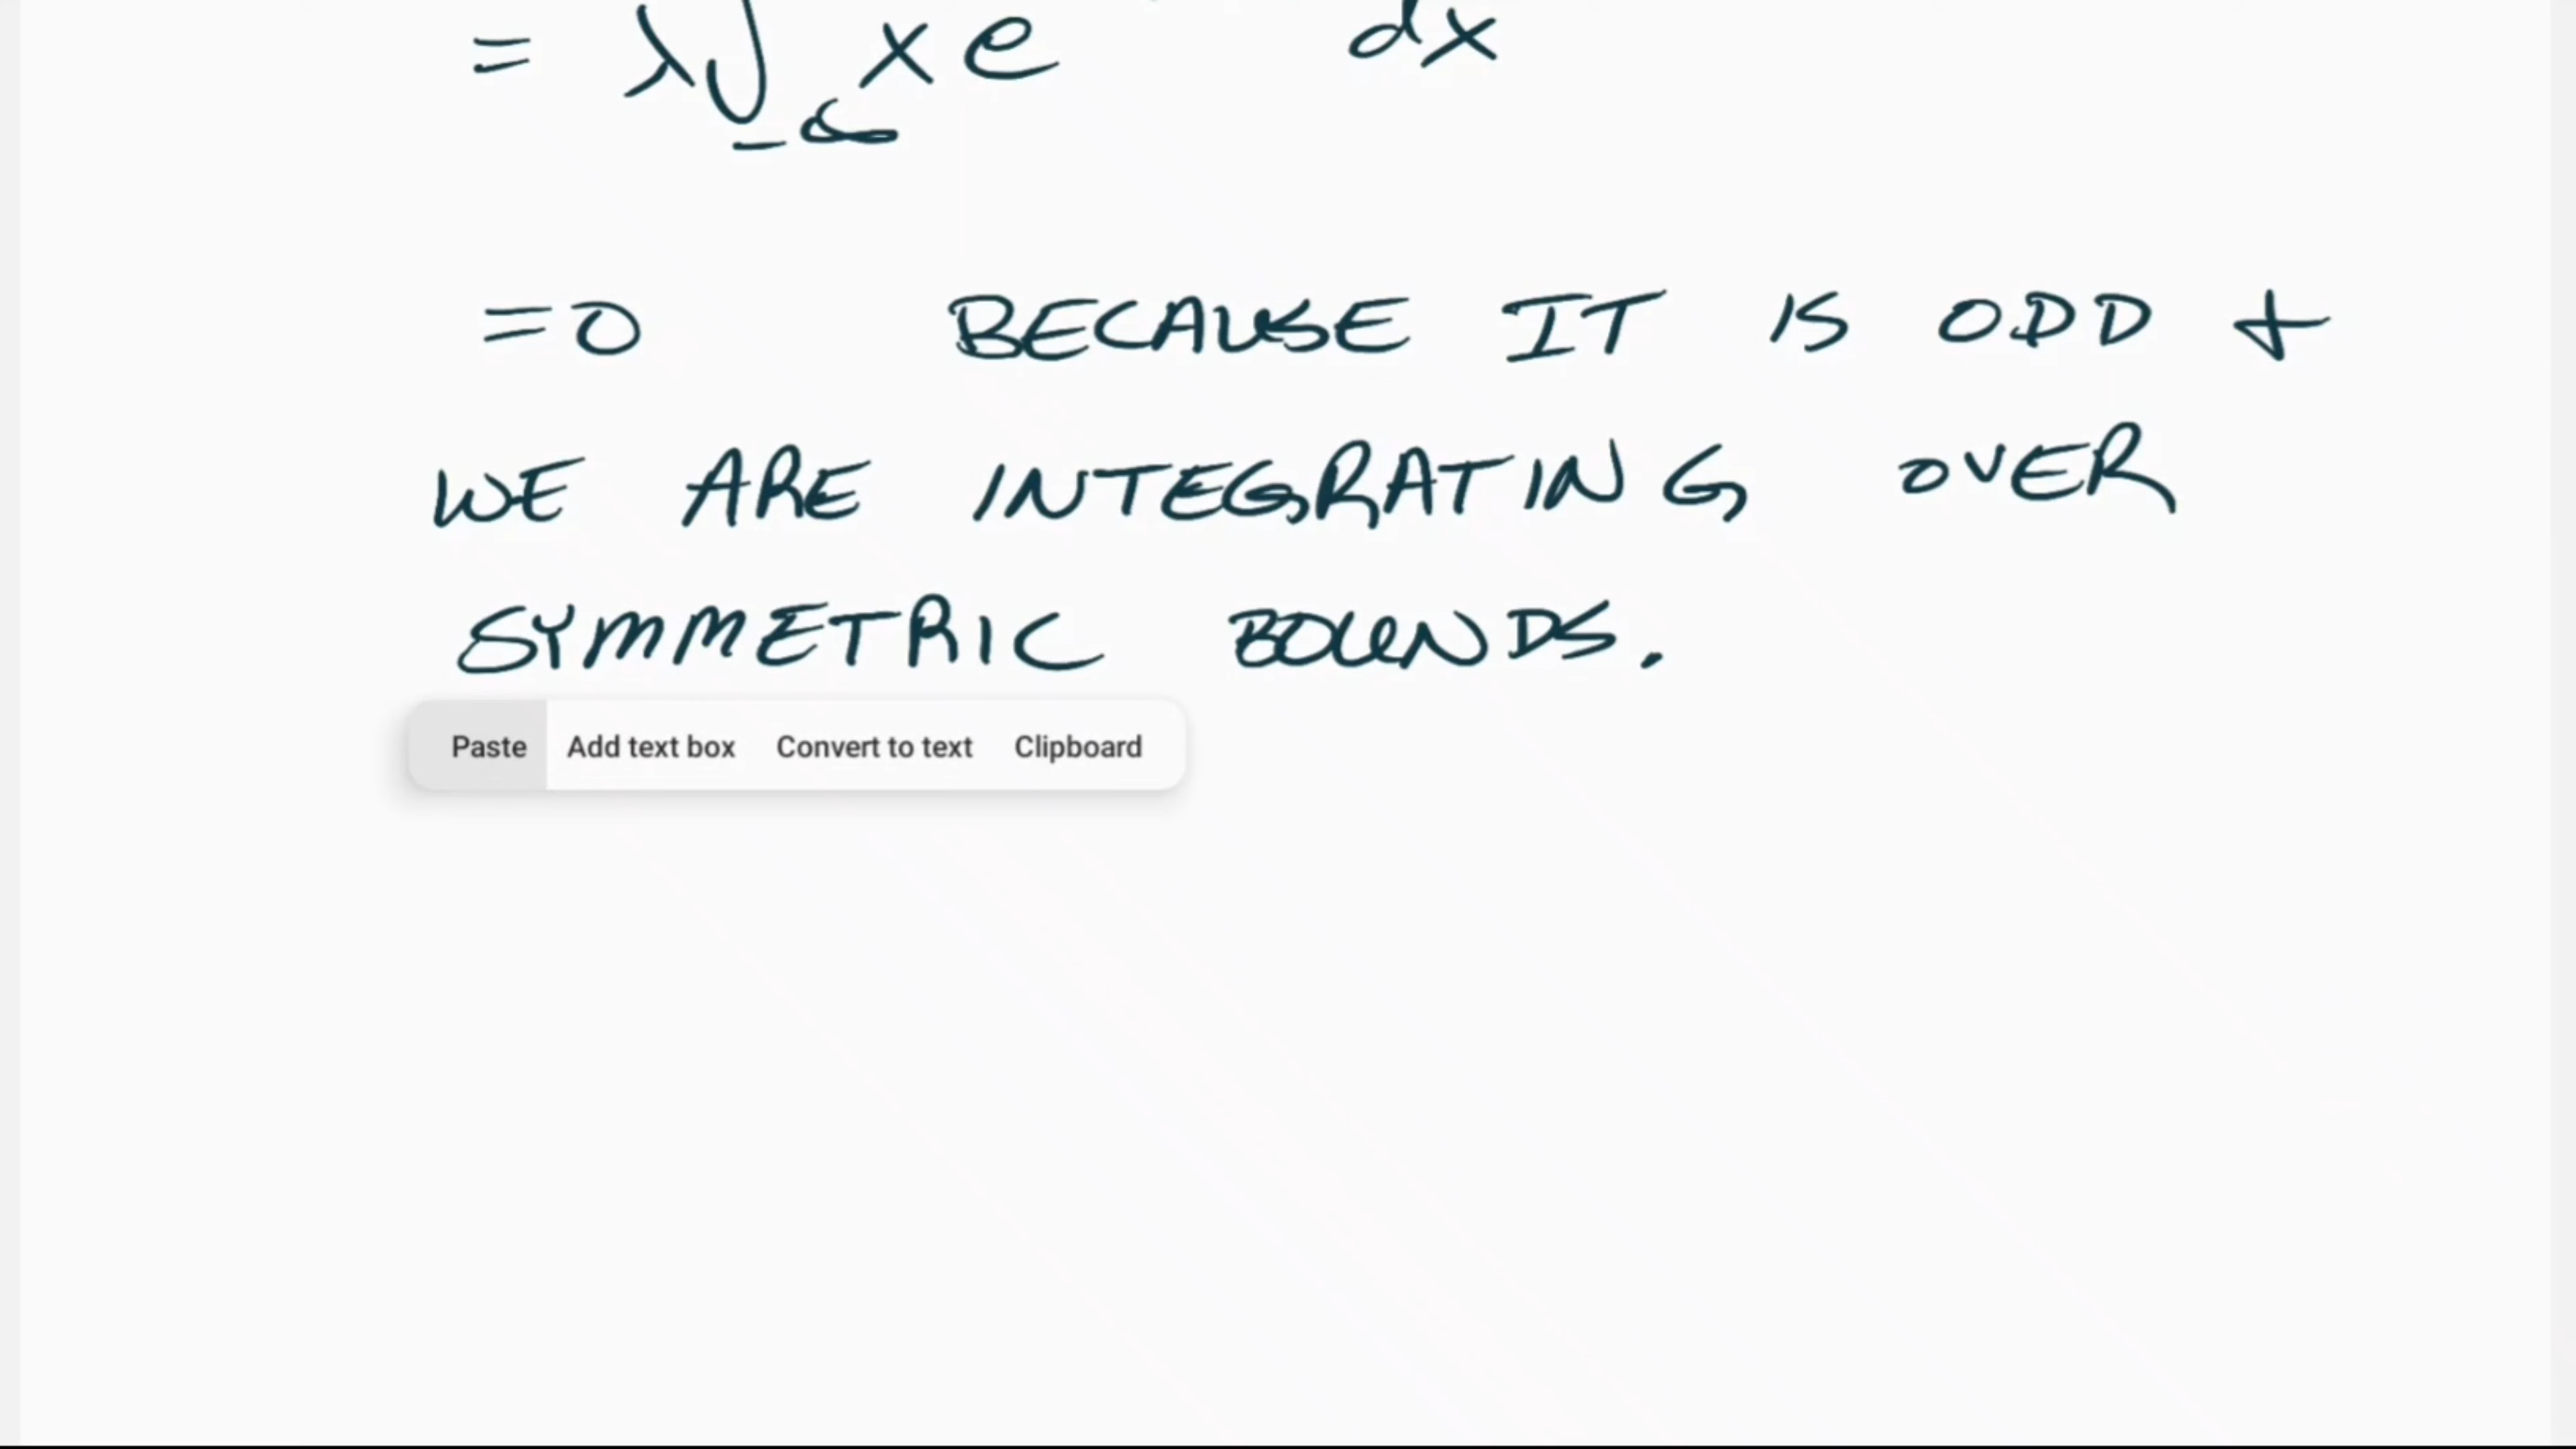 = λ∫ x e dx
-∞
=0 BECAUSE IT IS ODD +
WE ARE INTEGRATING OVER
SYMMETRIC BOUNDS.
Paste Add text box Convert to text Clipboard